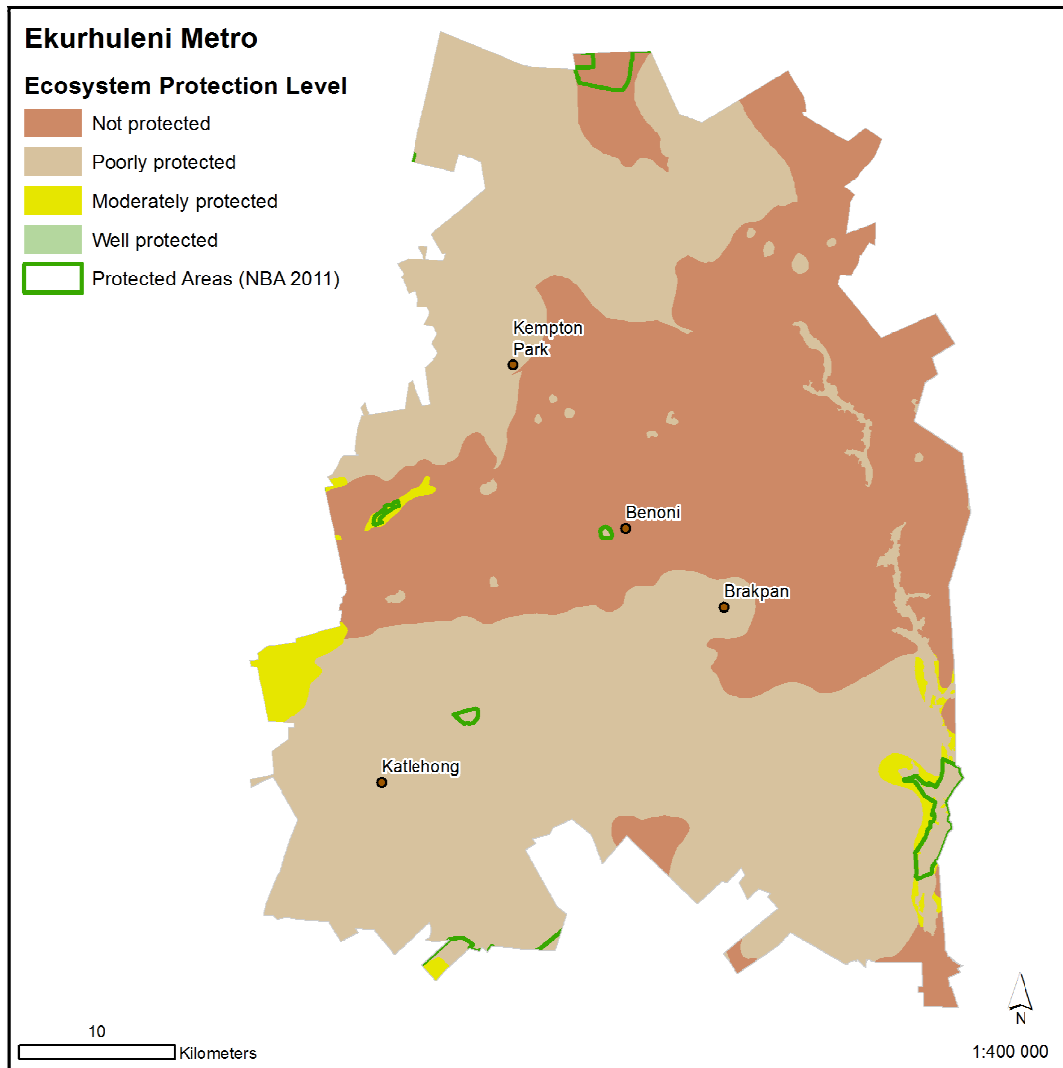 Ekurhuleni Metro
Ecosystem Protection Level
Not protected
Poorly protected
Moderately protected
Well protected
Protected Areas (NBA 2011)
Kempton
Park
Benoni
Brakpan
Katlehong
N
10
Kilometers
1:400 000